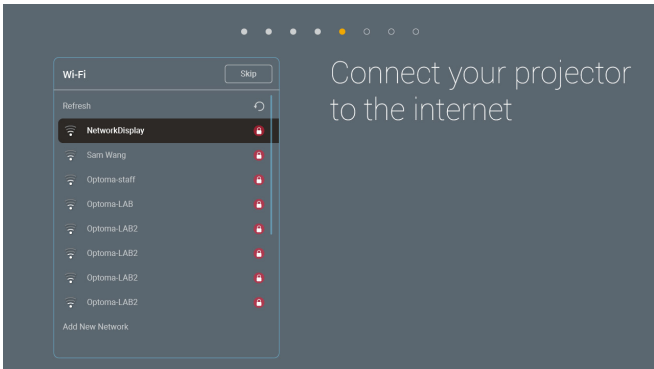 Wi-Fi
Skip
Refresh
NetworkDisplay
Sam Wang
Optoma-staff
Optoma-LAB
Optoma-LAB2
Optoma-LAB2
Optoma-LAB2
Optoma-LAB2
Add New Network
Connect your projector
to the internet